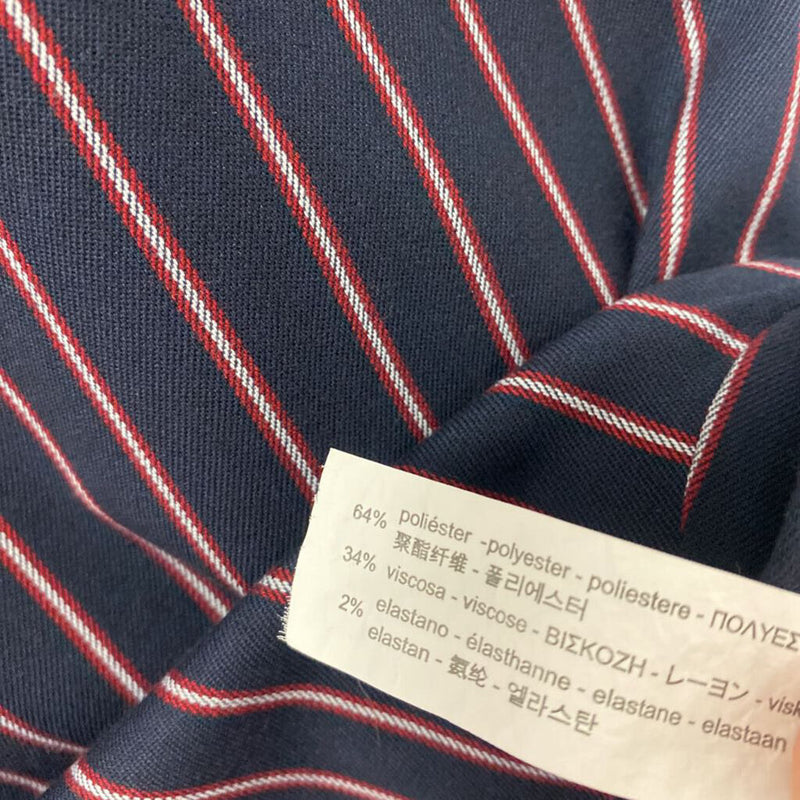 64% poliéster -polyester - poliestere - ΠΟΛΥΕΣ
聚酯纤维 - 폴리에스터
34% viscosa - viscose - ΒΙΣΚΟΖΗ - レーヨン - visk
2% elastano - élasthanne - elastane - elastaan
elastan - 氨纶 - 엘라스탄